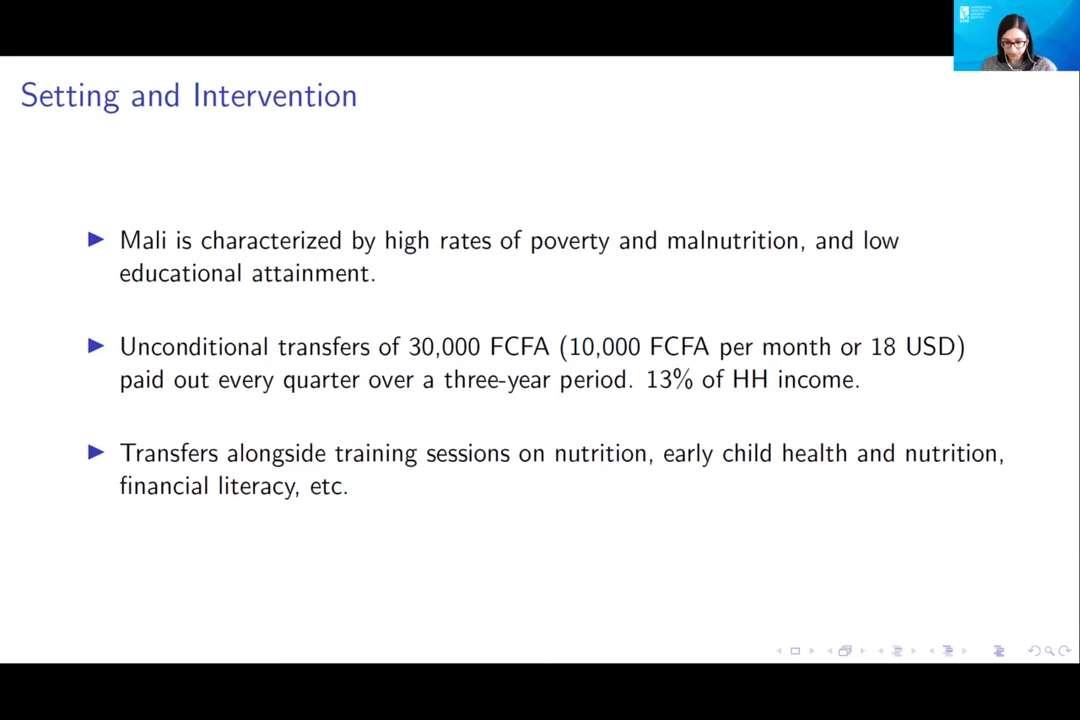 Setting and Intervention
Mali is characterized by high rates of poverty and malnutrition, and low
educational attainment.
Unconditional transfers of 30,000 FCFA (10,000 FCFA per month or 18 USD)
paid out every quarter over a three-year period. 13% of HH income.
Transfers alongside training sessions on nutrition, early child health and nutrition,
financial literacy, etc.